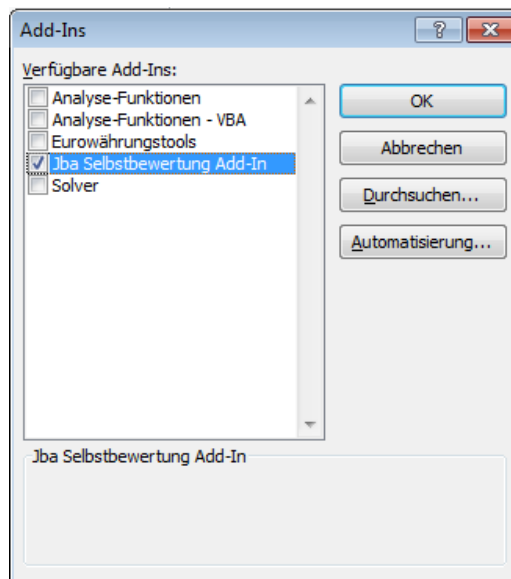 Add-Ins
Verfügbare Add-Ins:
Analyse-Funktionen
Analyse-Funktionen - VBA
Eurowährungstools
Jba Selbstbewertung Add-In
Solver
OK
Abbrechen
Durchsuchen...
Automatisierung...
Jba Selbstbewertung Add-In